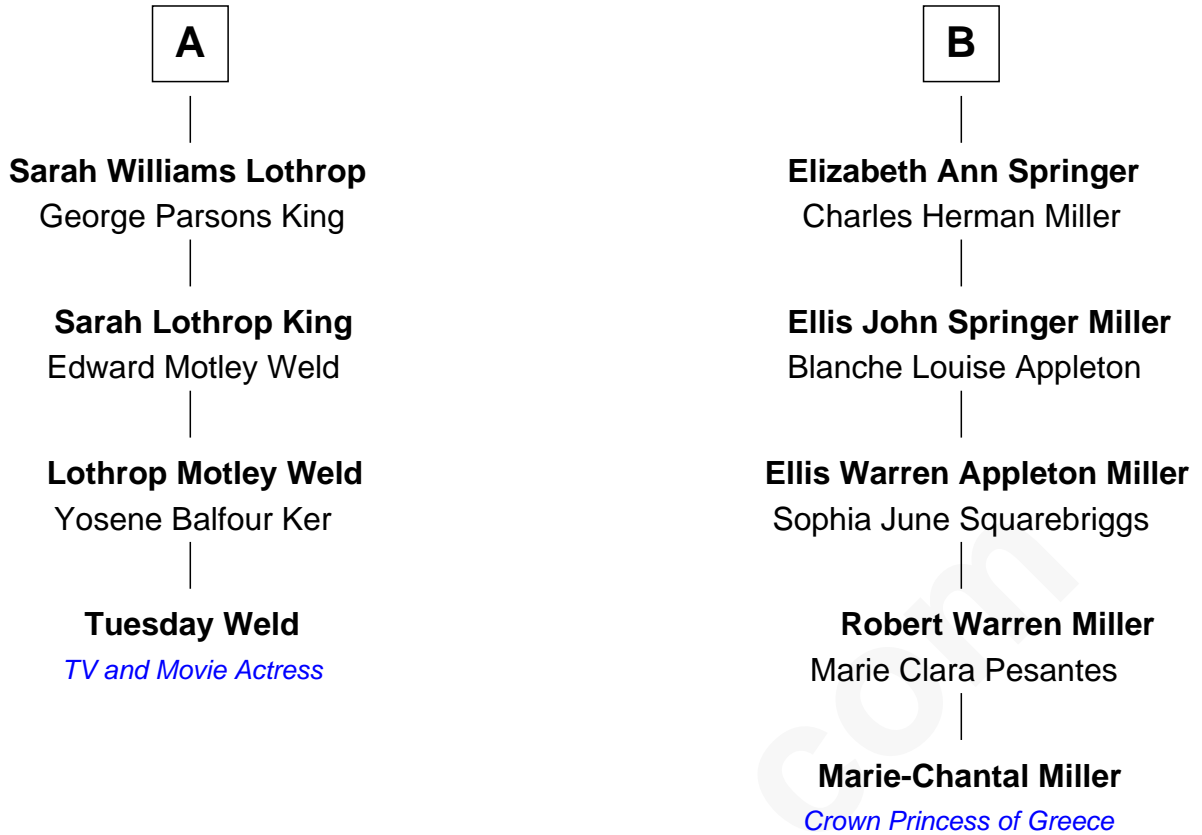 A
Sarah Williams Lothrop
George Parsons King
Sarah Lothrop King
Edward Motley Weld
Lothrop Motley Weld
Yosene Balfour Ker
Tuesday Weld
TV and Movie Actress
B
Elizabeth Ann Springer
Charles Herman Miller
Ellis John Springer Miller
Blanche Louise Appleton
Ellis Warren Appleton Miller
Sophia June Squarebriggs
Robert Warren Miller
Marie Clara Pesantes
Marie-Chantal Miller
Crown Princess of Greece
com